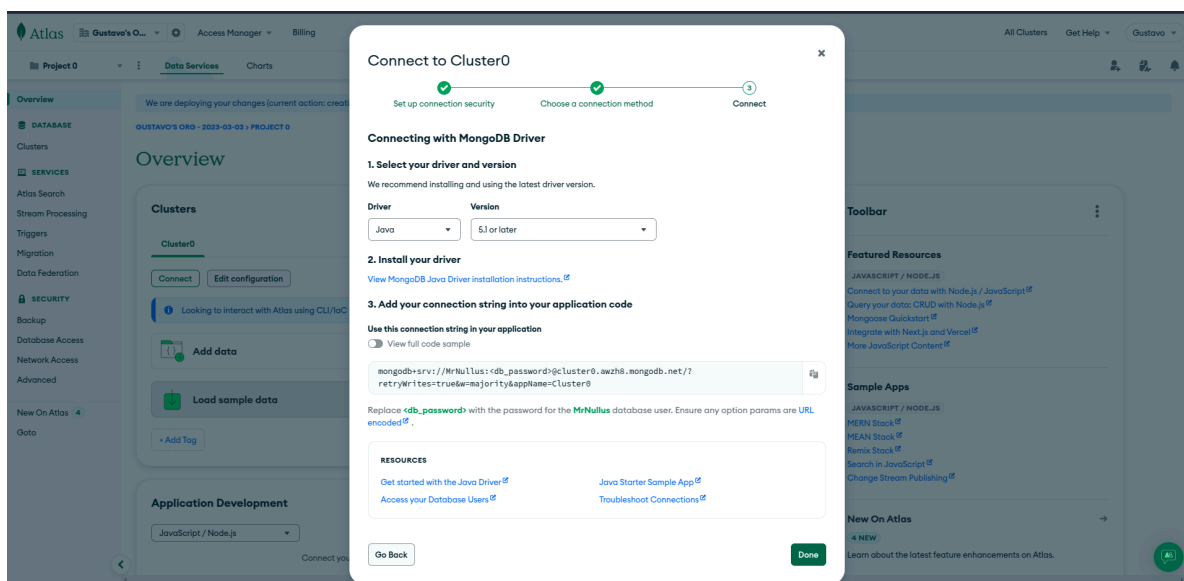 Atlas
Gustavo's O...
Access Manager
Billing
All Clusters
Get Help
Gustavo
Project 0
Data Services
Charts
Overview
DATABASE
Clusters
SERVICES
Atlas Search
Stream Processing
Triggers
Migration
Data Federation
SECURITY
Backup
Database Access
Network Access
Advanced
New On Atlas 4
Goto
We are deploying your changes (current action: creati
GUSTAVO'S ORG - 2023-03-03 > PROJECT 0
Overview
Clusters
Cluster0
Connect
Edit configuration
Looking to interact with Atlas using CLI/IaC
Add data
Load sample data
+ Add Tag
Application Development
JavaScript / Node.js
Connect you
Connect to Cluster0
Set up connection security
Choose a connection method
3
Connect
Connecting with MongoDB Driver
1. Select your driver and version
We recommend installing and using the latest driver version.
Driver
Version
Java
5.1 or later
2. Install your driver
View MongoDB Java Driver installation instructions.
3. Add your connection string into your application code
Use this connection string in your application
View full code sample
mongodb+srv://MrNullus:<db_password>@cluster0.awzh8.mongodb.net/?
retryWrites=true&w=majority&appName=Cluster0
Replace <db_password> with the password for the MrNullus database user. Ensure any option params are URL
encoded .
RESOURCES
Get started with the Java Driver
Java Starter Sample App
Access your Database Users
Troubleshoot Connections
Go Back
Done
Toolbar
Featured Resources
JAVASCRIPT / NODE.JS
Connect to your data with Node.js / JavaScript
Query your data: CRUD with Node.js
Mongoose Quickstart
Integrate with Next.js and Vercel
More JavaScript Content
Sample Apps
JAVASCRIPT / NODE.JS
MERN Stack
MEAN Stack
Remix Stack
Search in JavaScript
Change Stream Publishing
New On Atlas
4 NEW
Learn about the latest feature enhancements on Atlas.